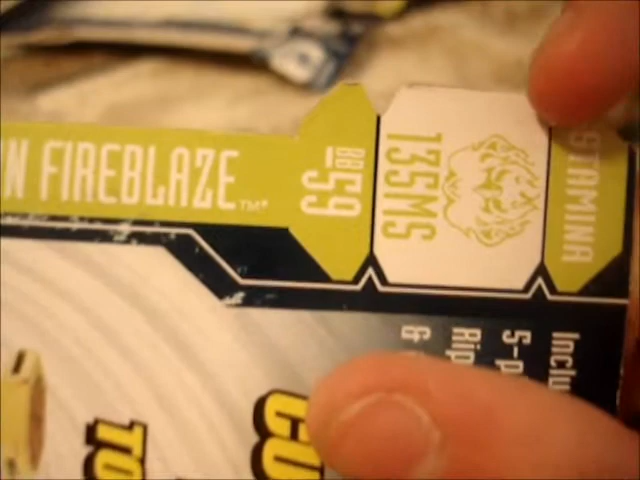 N FIREBLAZE™
BB
59
135MS
STAMINA
Inclu
5-p
Rip
&
TO
CU